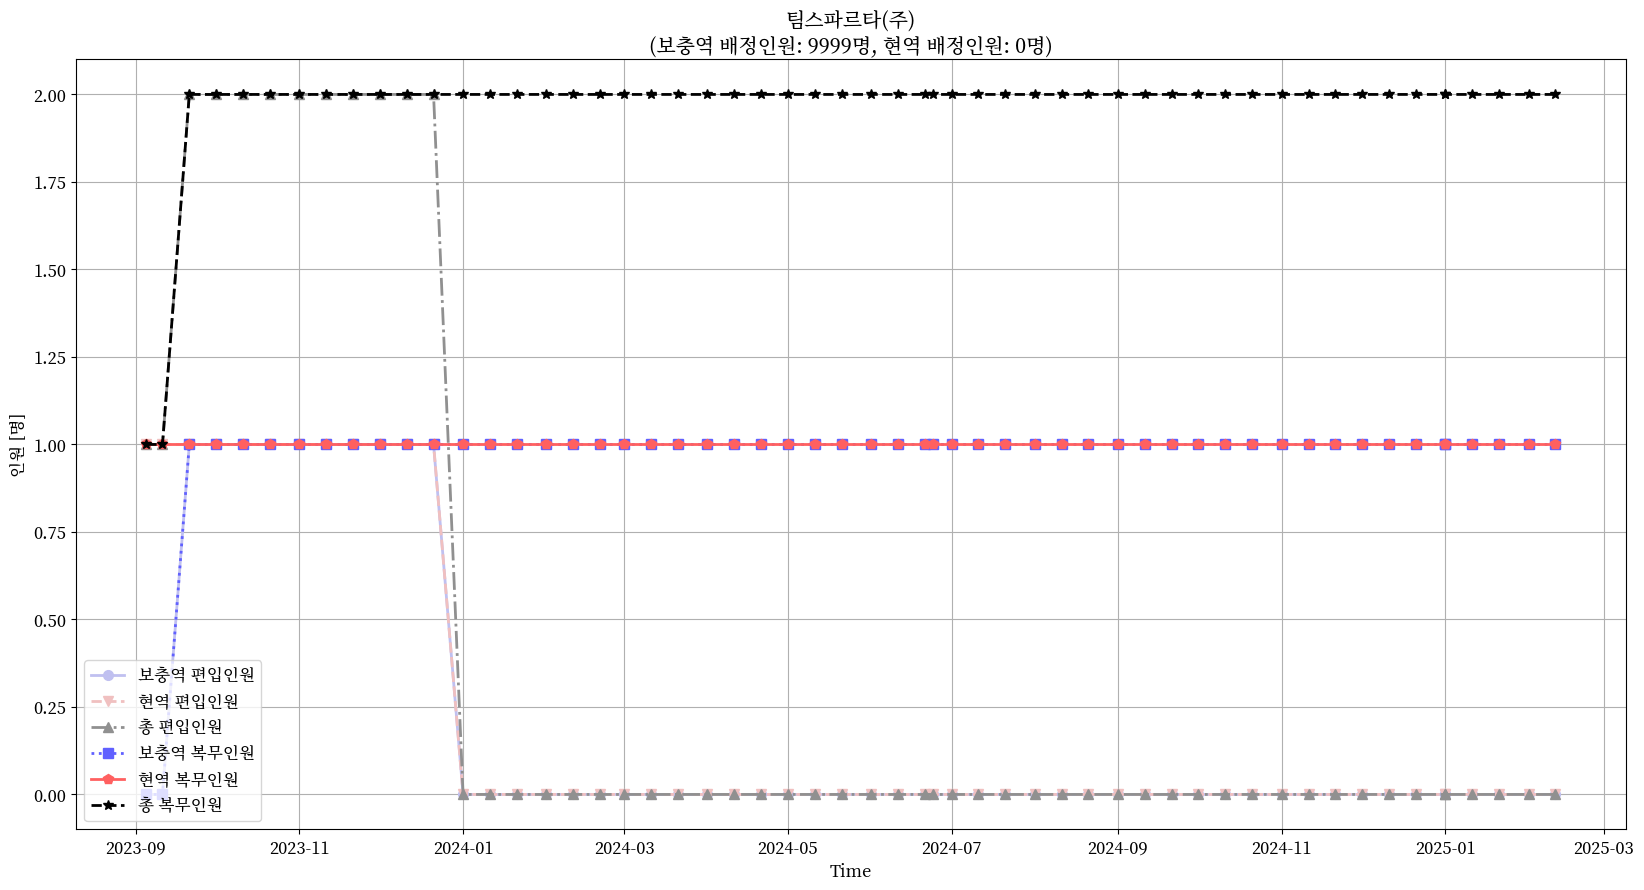 팀스파르타(주)
(보충역 배정인원: 9999명, 현역 배정인원: 0명)
인원 [명]
2.00
1.75
1.50
1.25
1.00
0.75
0.50
0.25
0.00
보충역 편입인원
현역 편입인원
총 편입인원
보충역 복무인원
현역 복무인원
총 복무인원
2023-09
2023-11
2024-01
2024-03
2024-05
2024-07
2024-09
2024-11
2025-01
2025-03
Time